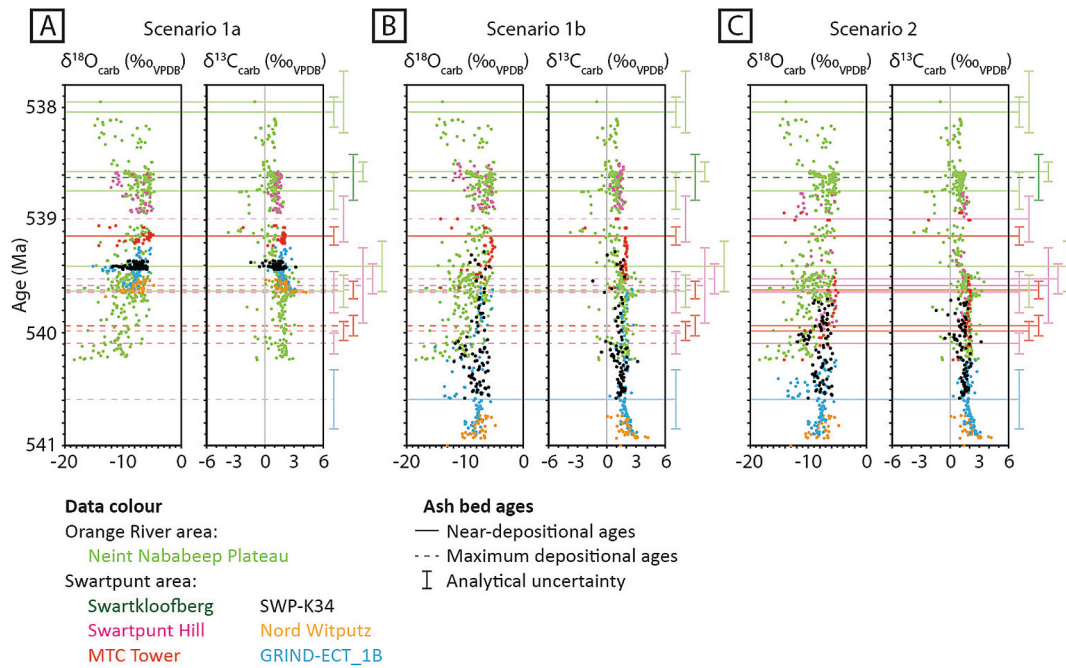 A Scenario 1a
δ18Ocarb (‰VPDB) δ13Ccarb (‰VPDB)
B Scenario 1b
δ18Ocarb (‰VPDB) δ13Ccarb (‰VPDB)
C Scenario 2
δ18Ocarb (‰VPDB) δ13Ccarb (‰VPDB)
Age (Ma)
538
539
540
541
-20 -10 0 -6 -3 0 3 6
-20 -10 0 -6 -3 0 3 6
-20 -10 0 -6 -3 0 3 6
Data colour
Orange River area:
Neint Nababeep Plateau
Swartpunt area:
Swartkloofberg SWP-K34
Swartpunt Hill Nord Witputz
MTC Tower GRIND-ECT_1B
Ash bed ages
Near-depositional ages
Maximum depositional ages
Analytical uncertainty